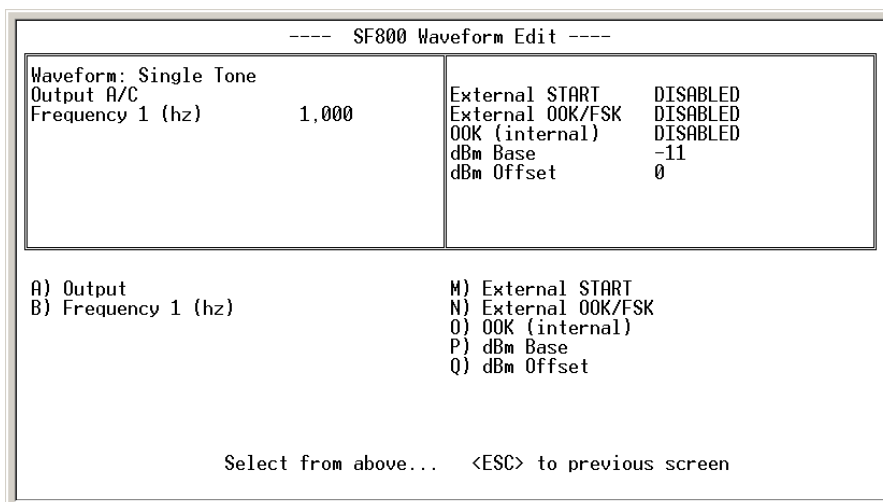 ---- SF800 Waveform Edit ----
Waveform: Single Tone
Output A/C
Frequency 1 (hz) 1,000
External START DISABLED
External OOK/FSK DISABLED
OOK (internal) DISABLED
dBm Base -11
dBm Offset 0
A) Output
B) Frequency 1 (hz)
M) External START
N) External OOK/FSK
O) OOK (internal)
P) dBm Base
Q) dBm Offset
Select from above... <ESC> to previous screen